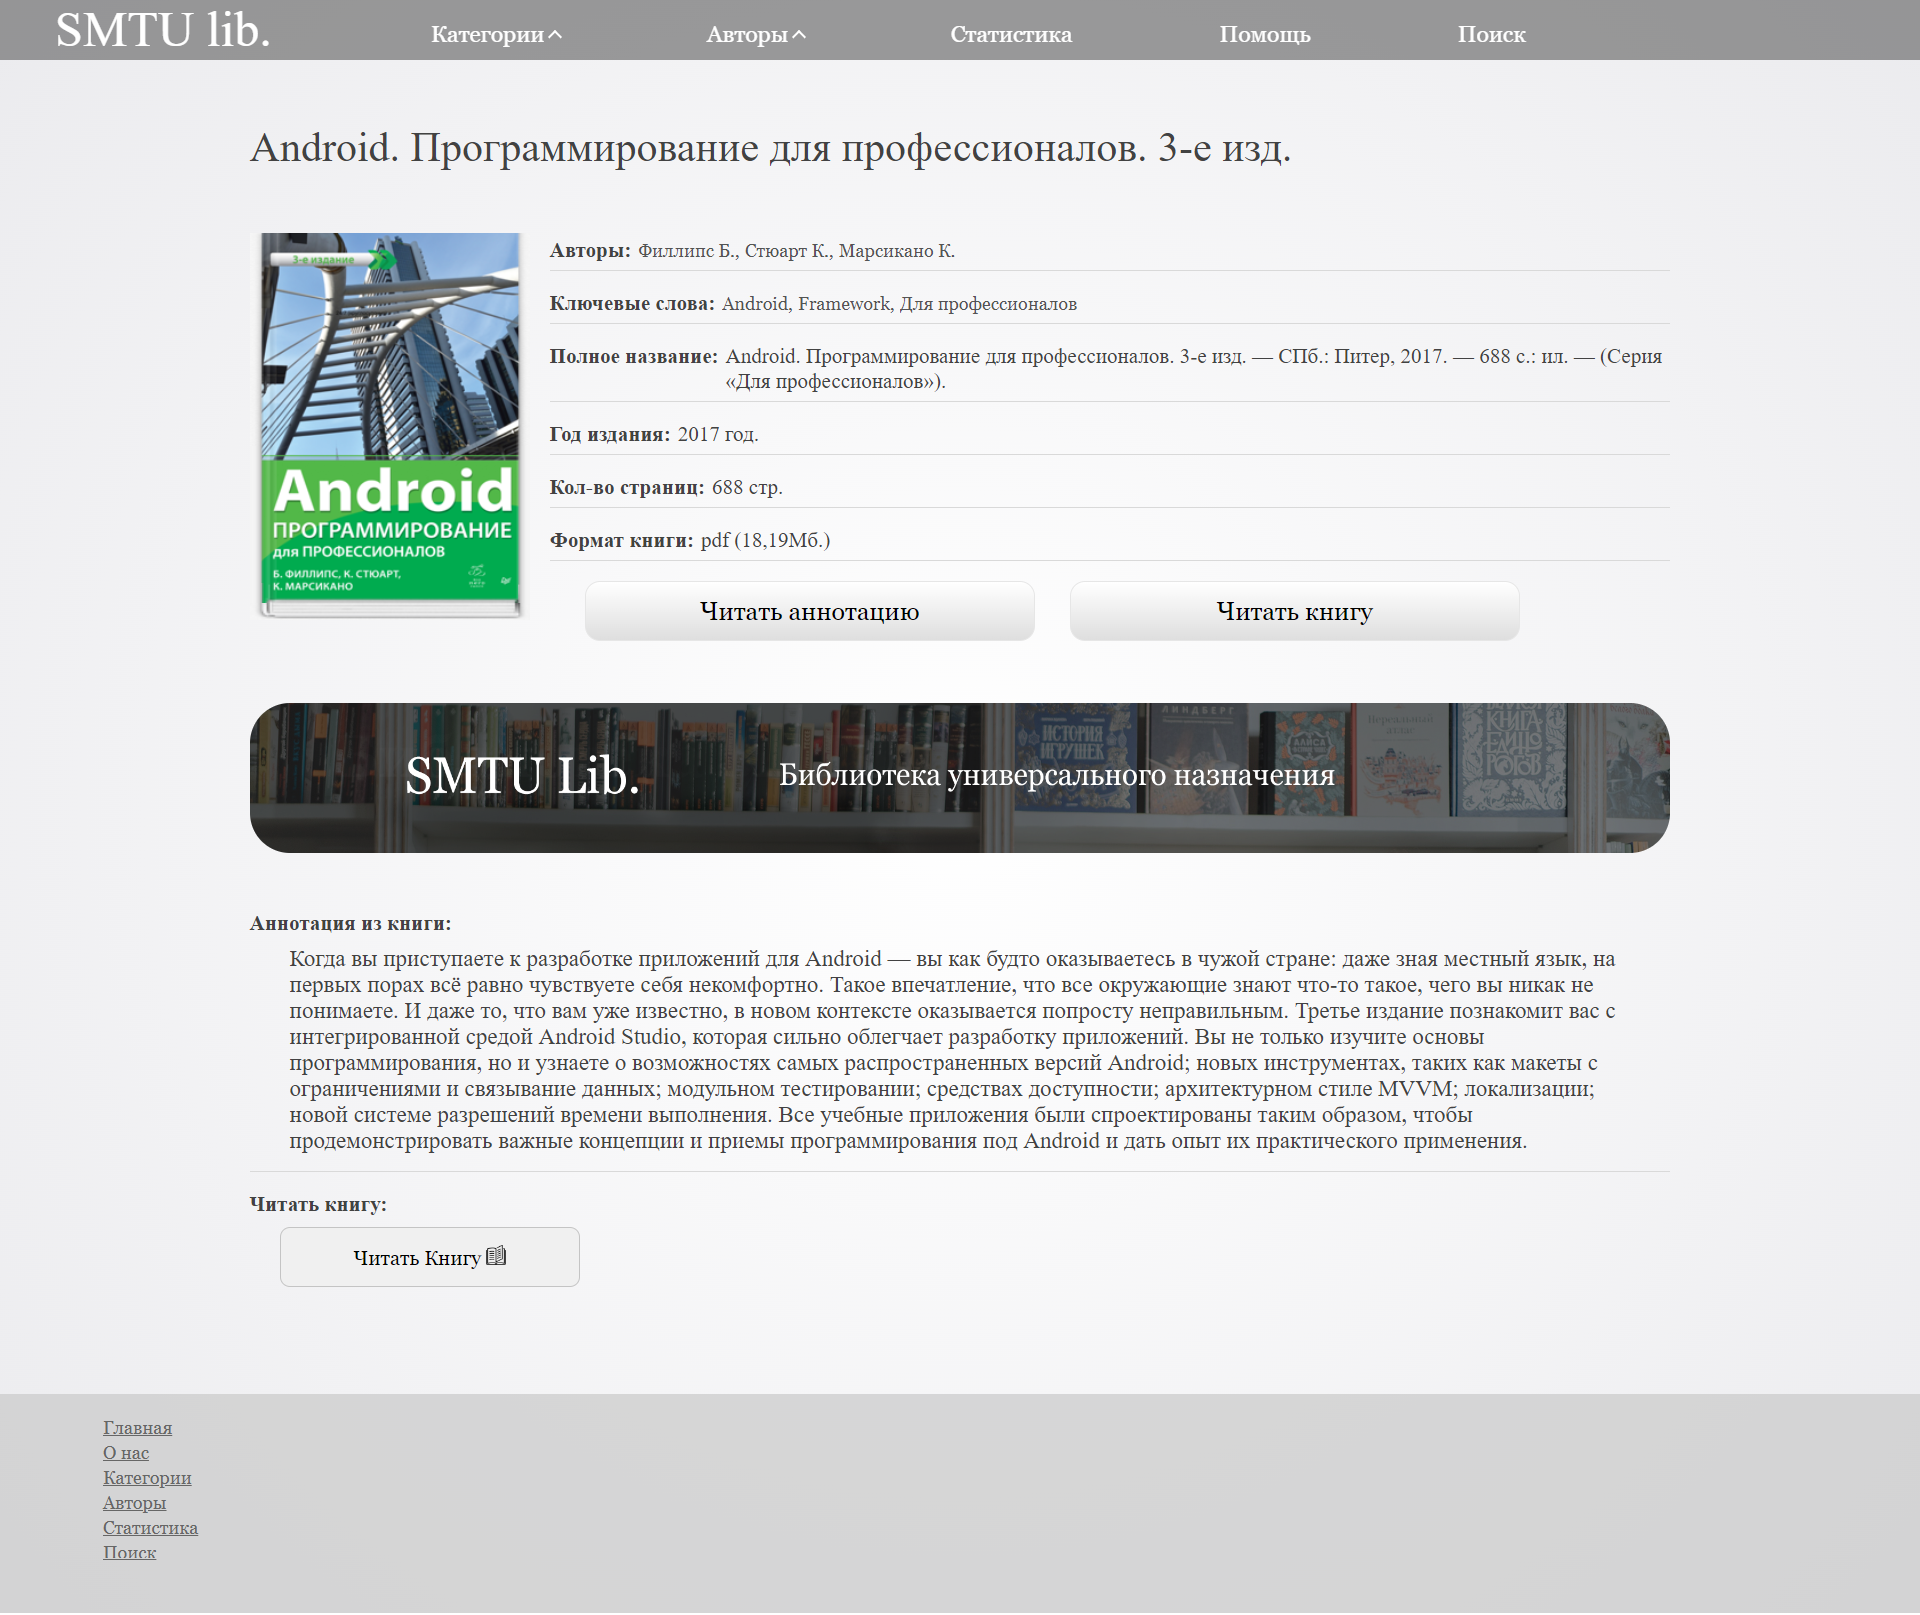 SMTU lib.
Категории
Авторы
Статистика
Помощь
Поиск
Android. Программирование для профессионалов. 3-е изд.
3-е издание
Android
ПРОГРАММИРОВАНИЕ
для ПРОФЕССИОНАЛОВ
Б. ФИЛЛИПС, К. СТЮАРТ,
К. МАРСИКАНО
Авторы: Филлипс Б., Стюарт К., Марсикано К.
Ключевые слова: Android, Framework, Для профессионалов
Полное название: Android. Программирование для профессионалов. 3-е изд. — СПб.: Питер, 2017. — 688 с.: ил. — (Серия
«Для профессионалов»).
Год издания: 2017 год.
Кол-во страниц: 688 стр.
Формат книги: pdf (18,19Мб.)
Читать аннотацию
Читать книгу
SMTU Lib.
Библиотека универсального назначения
ИСТОРИЯ
ИГРУШЕК
ЛИНДБЕРГ
АЛИСА
Нереальный
атлас
КНИГА
ЕДИНО
РОГОВ
Аннотация из книги:
Когда вы приступаете к разработке приложений для Android — вы как будто оказываетесь в чужой стране: даже зная местный язык, на
первых порах всё равно чувствуете себя некомфортно. Такое впечатление, что все окружающие знают что-то такое, чего вы никак не
понимаете. И даже то, что вам уже известно, в новом контексте оказывается попросту неправильным. Третье издание познакомит вас с
интегрированной средой Android Studio, которая сильно облегчает разработку приложений. Вы не только изучите основы
программирования, но и узнаете о возможностях самых распространенных версий Android; новых инструментах, таких как макеты с
ограничениями и связывание данных; модульном тестировании; средствах доступности; архитектурном стиле MVVM; локализации;
новой системе разрешений времени выполнения. Все учебные приложения были спроектированы таким образом, чтобы
продемонстрировать важные концепции и приемы программирования под Android и дать опыт их практического применения.
Читать книгу:
Читать Книгу
Главная
О нас
Категории
Авторы
Статистика
Поиск